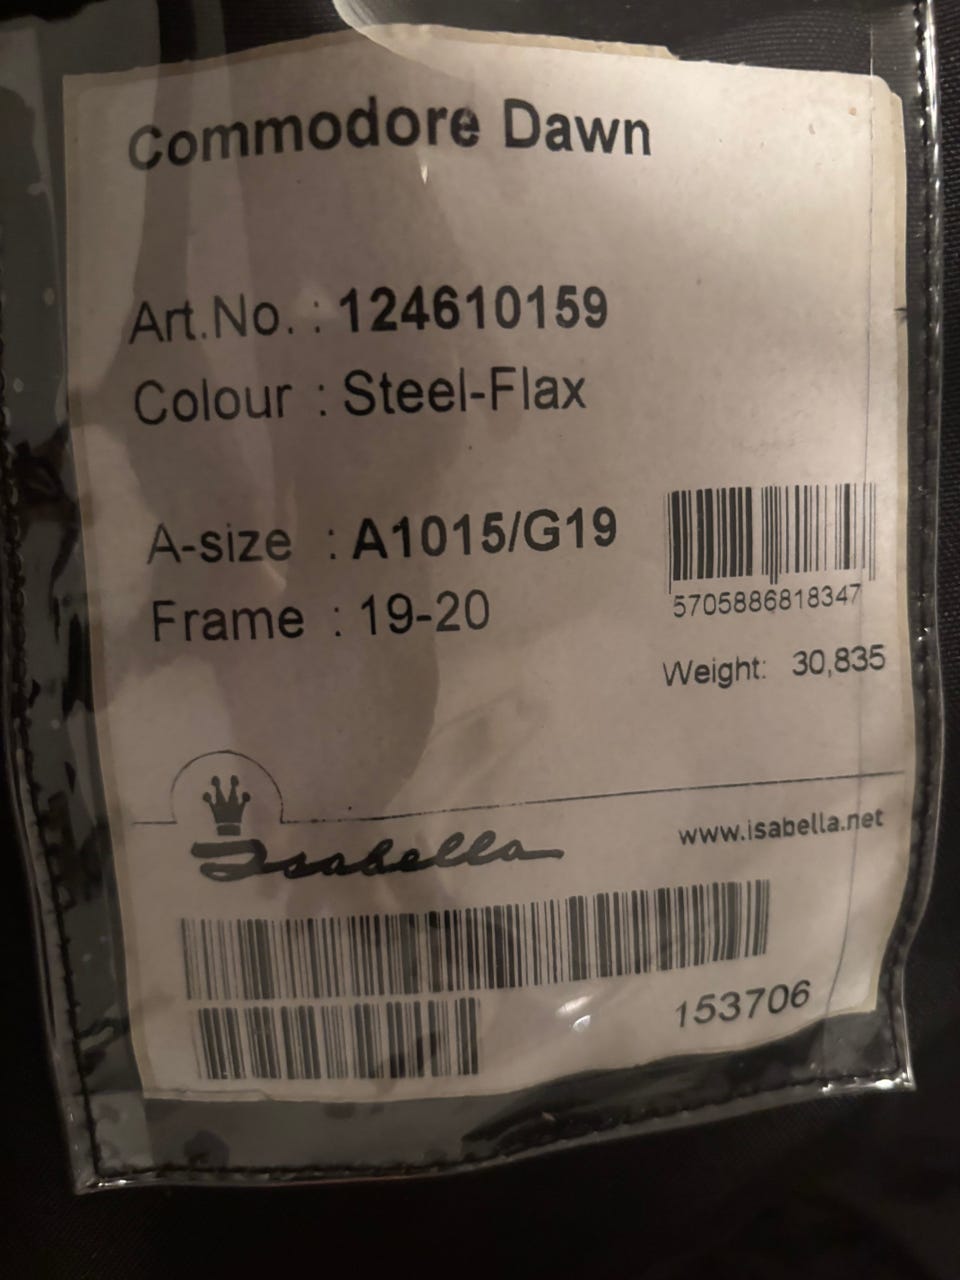 Commodore Dawn
Art.No. : 124610159
Colour : Steel-Flax
A-size : A1015/G19
Frame : 19-20
5705886818347
Weight: 30,835
Isabella
www.isabella.net
153706